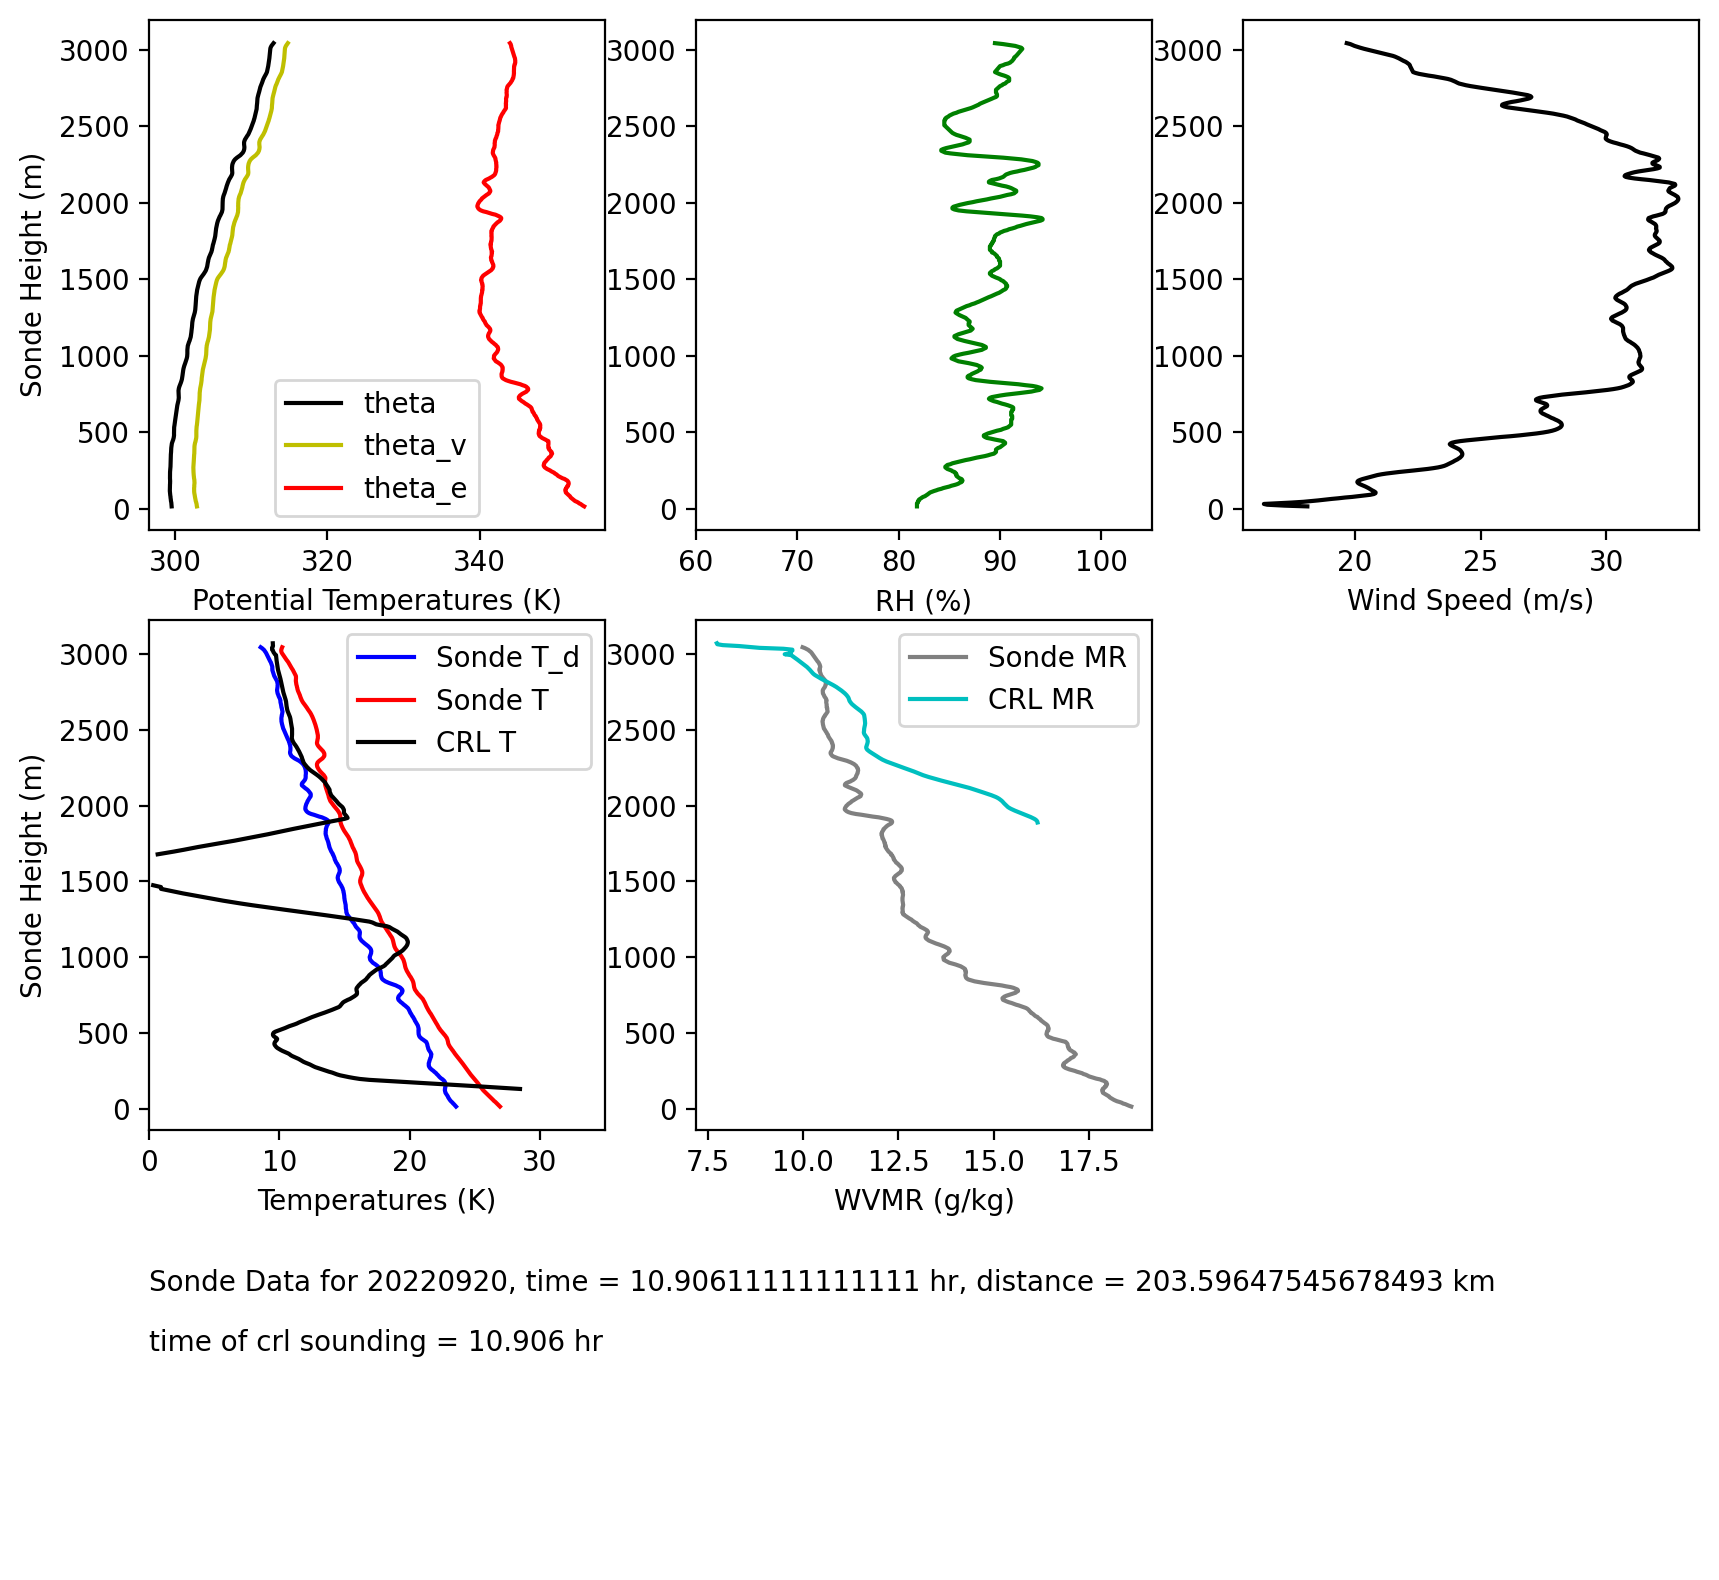 3000
2500
2000
1500
1000
500
0
Sonde Height (m)
300 320 340
Potential Temperatures (K)
theta
theta_v
theta_e
3000
2500
2000
1500
1000
500
0
60 70 80 90 100
RH (%)
3000
2500
2000
1500
1000
500
0
20 25 30
Wind Speed (m/s)
3000
2500
2000
1500
1000
500
0
Sonde Height (m)
0 10 20 30
Temperatures (K)
Sonde T_d
Sonde T
CRL T
3000
2500
2000
1500
1000
500
0
7.5 10.0 12.5 15.0 17.5
WVMR (g/kg)
Sonde MR
CRL MR
Sonde Data for 20220920, time = 10.90611111111111 hr, distance = 203.59647545678493 km
time of crl sounding = 10.906 hr